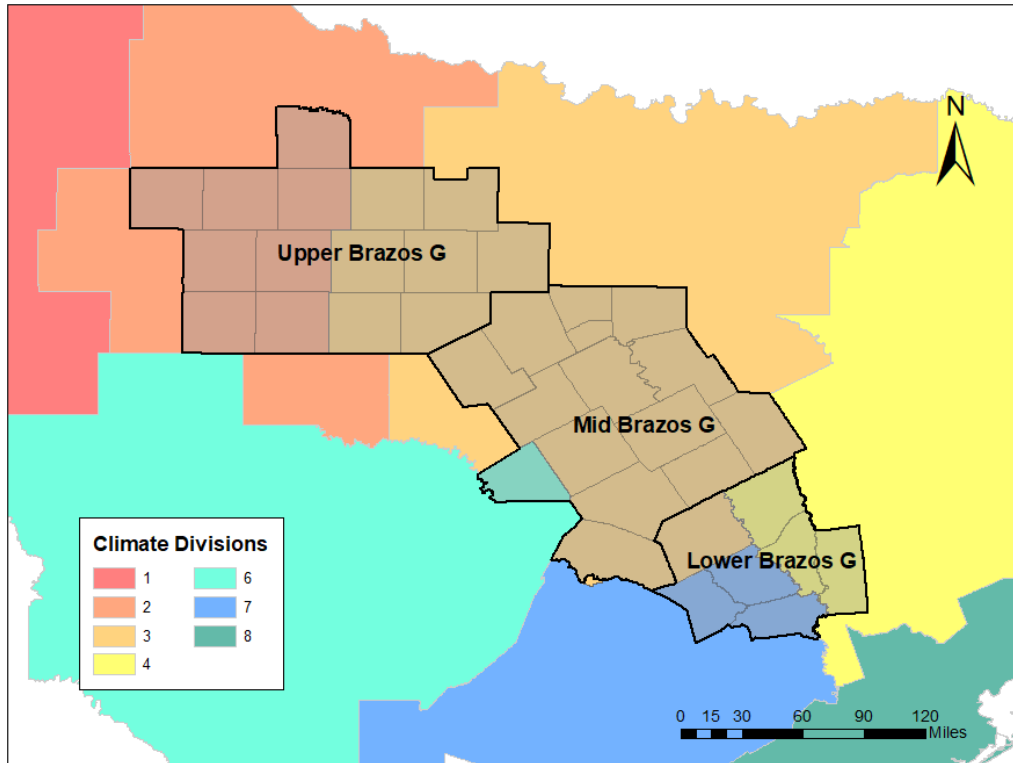 N
Upper Brazos G
Mid Brazos G
Lower Brazos G
Climate Divisions
1 6
2 7
3 8
4
0 15 30 60 90 120
Miles